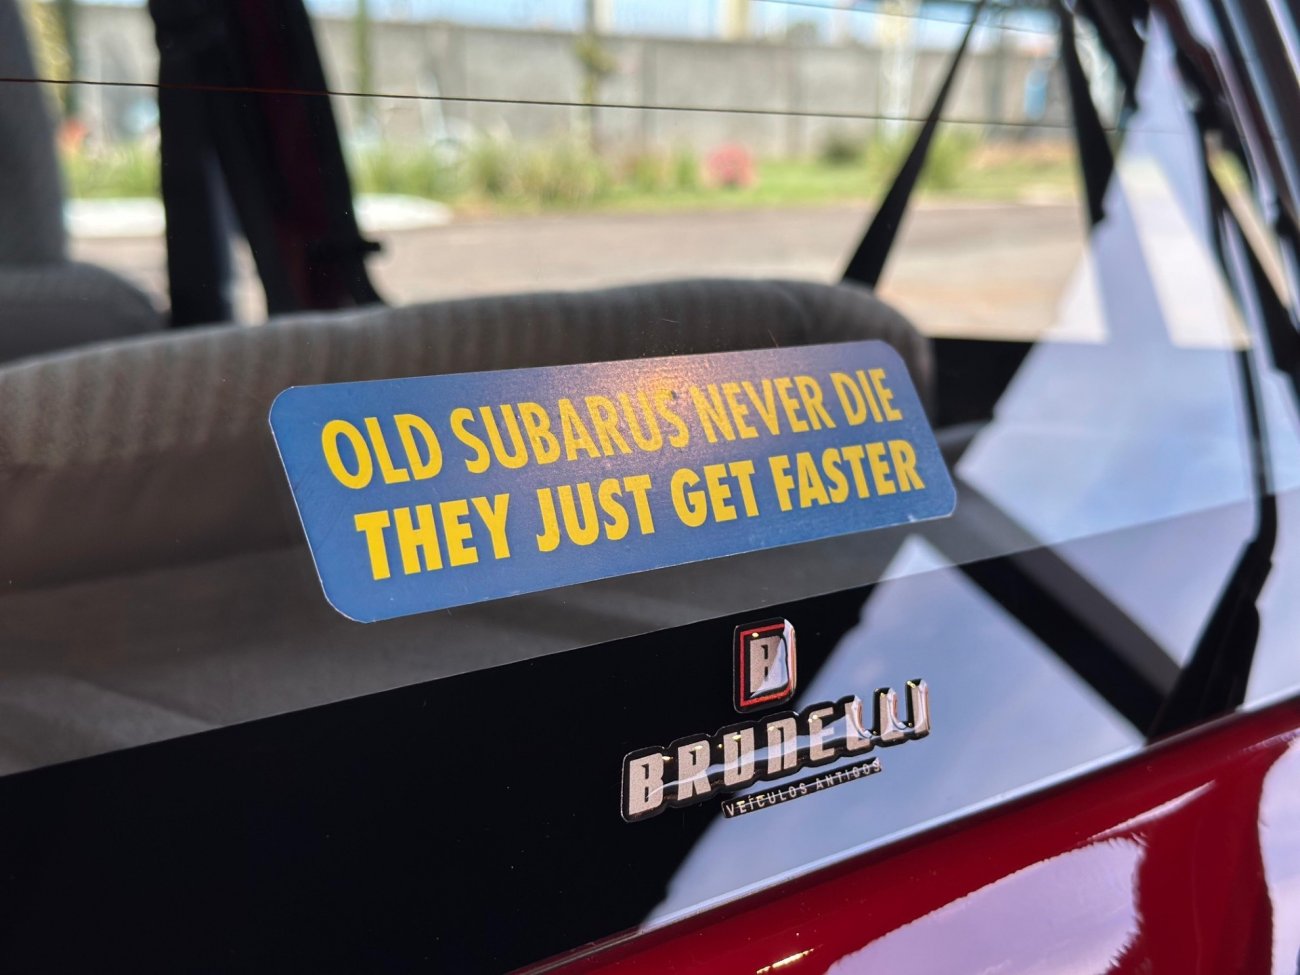 OLD SUBARUS NEVER DIE
THEY JUST GET FASTER
B
BRUNELLI
VEÍCULOS ANTIGOS